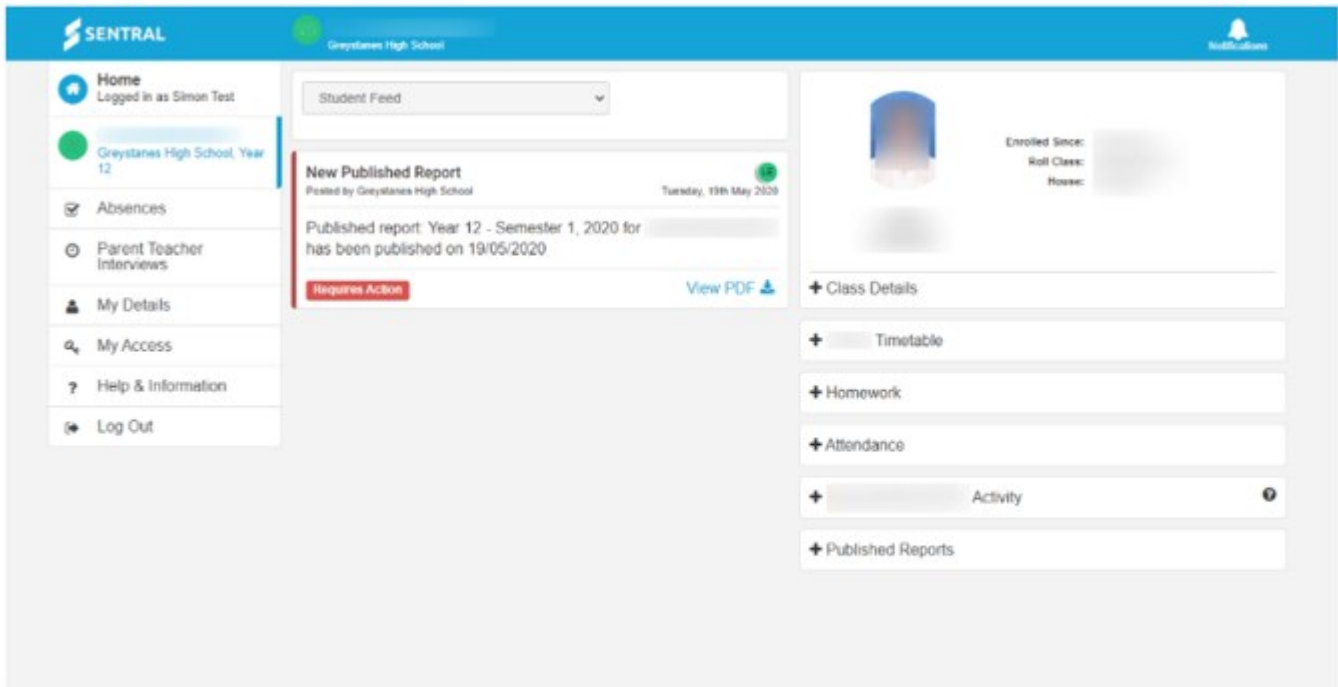 SENTRAL
Greystanes High School
Notifications
Home
Logged in as Simon Test
Greystanes High School, Year
12
Absences
Parent Teacher
Interviews
My Details
My Access
? Help & Information
Log Out
Student Feed
New Published Report
Posted by Greystanes High School
LF
Tuesday, 19th May 2020
Published report: Year 12 - Semester 1, 2020 for
has been published on 19/05/2020
Requires Action
View PDF
Enrolled Since:
Roll Class:
House:
+ Class Details
+ Timetable
+ Homework
+ Attendance
+ Activity ?
+ Published Reports